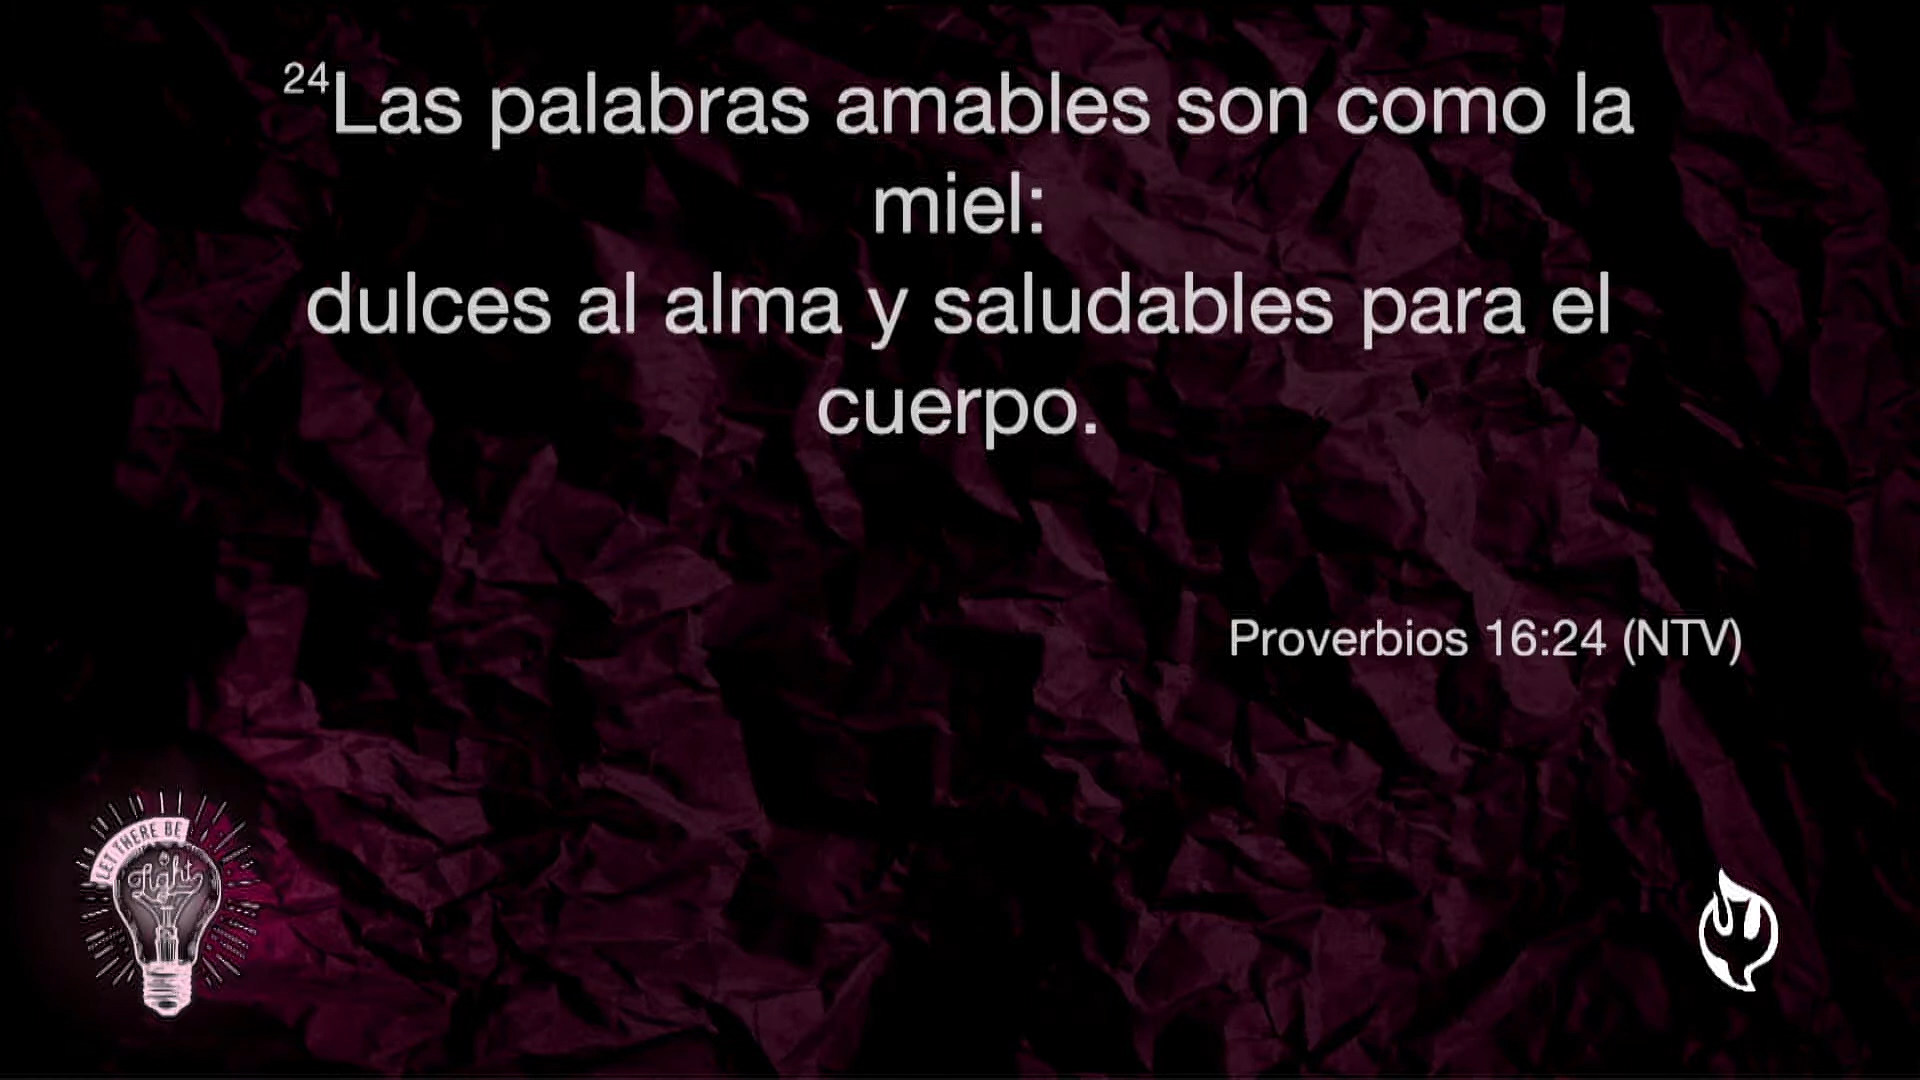 24Las palabras amables son como la
miel:
dulces al alma y saludables para el
cuerpo.
Proverbios 16:24 (NTV)
LET THERE BE
Light